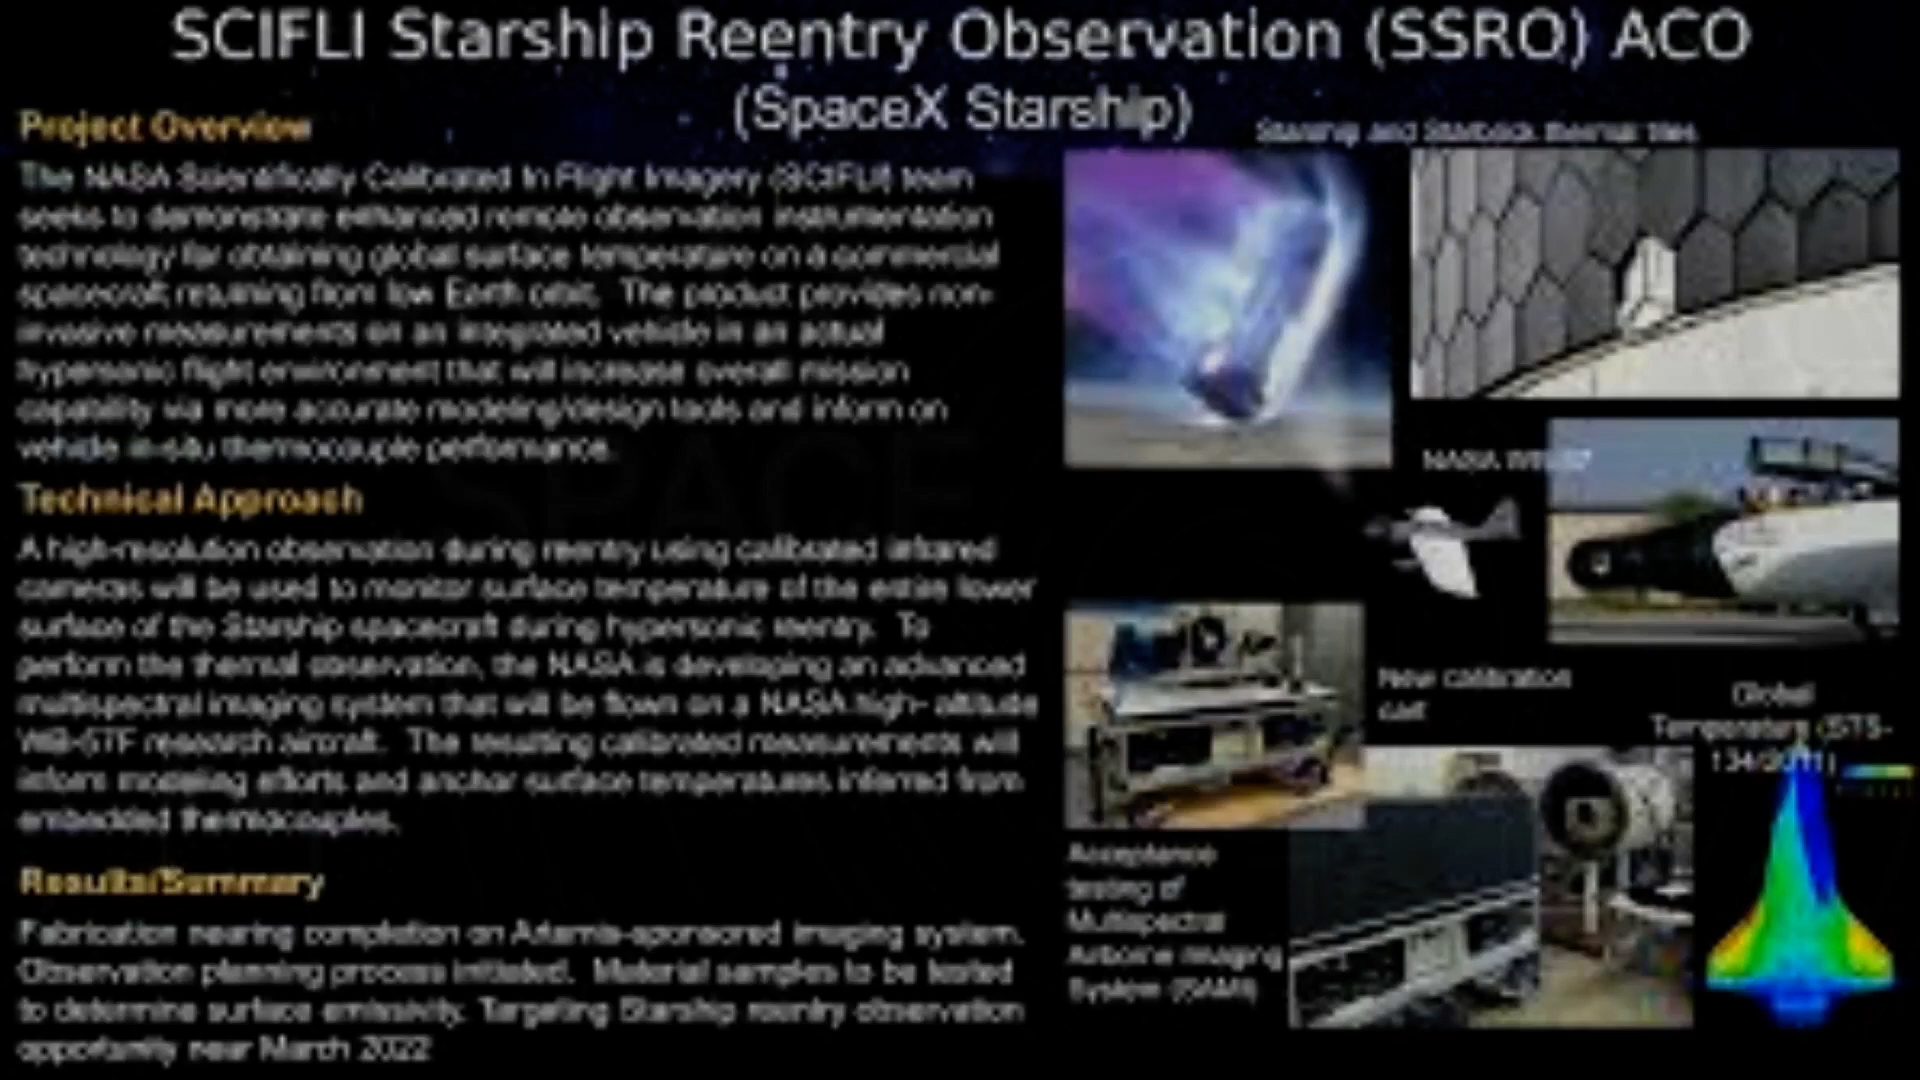 SCIFLI Starship Reentry Observation (SSRO) ACO
(SpaceX Starship)
Project Overview
The NASA Scientifically Calibrated In Flight Imagery (SCIFLI) team
seeks to demonstrate enhanced remote observation instrumentation
technology for obtaining global surface temperature on a commercial
spacecraft returning from low Earth orbit. The product provides non-
invasive measurements on an integrated vehicle in an actual
hypersonic flight environment that will increase overall mission
capability via more accurate modeling/design tools and inform on
vehicle in-situ thermocouple performance.
Technical Approach
A high-resolution observation during reentry using calibrated infrared
cameras will be used to monitor surface temperature of the entire lower
surface of the Starship spacecraft during hypersonic reentry. To
perform the thermal observation, the NASA is developing an advanced
multispectral imaging system that will be flown on a NASA high- altitude
WB-57F research aircraft. The resulting calibrated measurements will
inform modeling efforts and anchor surface temperatures inferred from
embedded thermocouples.
Results/Summary
Fabrication nearing completion on Artemis-sponsored imaging system.
Observation planning process initiated. Material samples to be tested
to determine surface emissivity. Targeting Starship reentry observation
opportunity near March 2022
Starship and thermal tiles
NASA WB-57
New calibration
cart
Global
Temperature (STS-
134/2011)
Acceptance
testing of
Multispectral
Airborne Imaging
System (SAMI)
SPACE